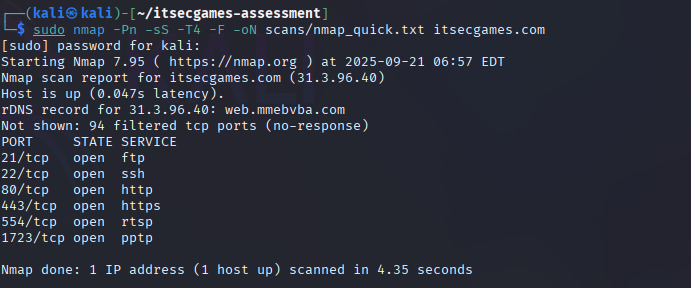 ┌──(kali㉿kali)-[~/itsecgames-assessment]
└─$ sudo nmap -Pn -sS -T4 -F -oN scans/nmap_quick.txt itsecgames.com
[sudo] password for kali:
Starting Nmap 7.95 ( https://nmap.org ) at 2025-09-21 06:57 EDT
Nmap scan report for itsecgames.com (31.3.96.40)
Host is up (0.047s latency).
rDNS record for 31.3.96.40: web.mmebvba.com
Not shown: 94 filtered tcp ports (no-response)
PORT     STATE SERVICE
21/tcp   open  ftp
22/tcp   open  ssh
80/tcp   open  http
443/tcp  open  https
554/tcp  open  rtsp
1723/tcp open  pptp
Nmap done: 1 IP address (1 host up) scanned in 4.35 seconds